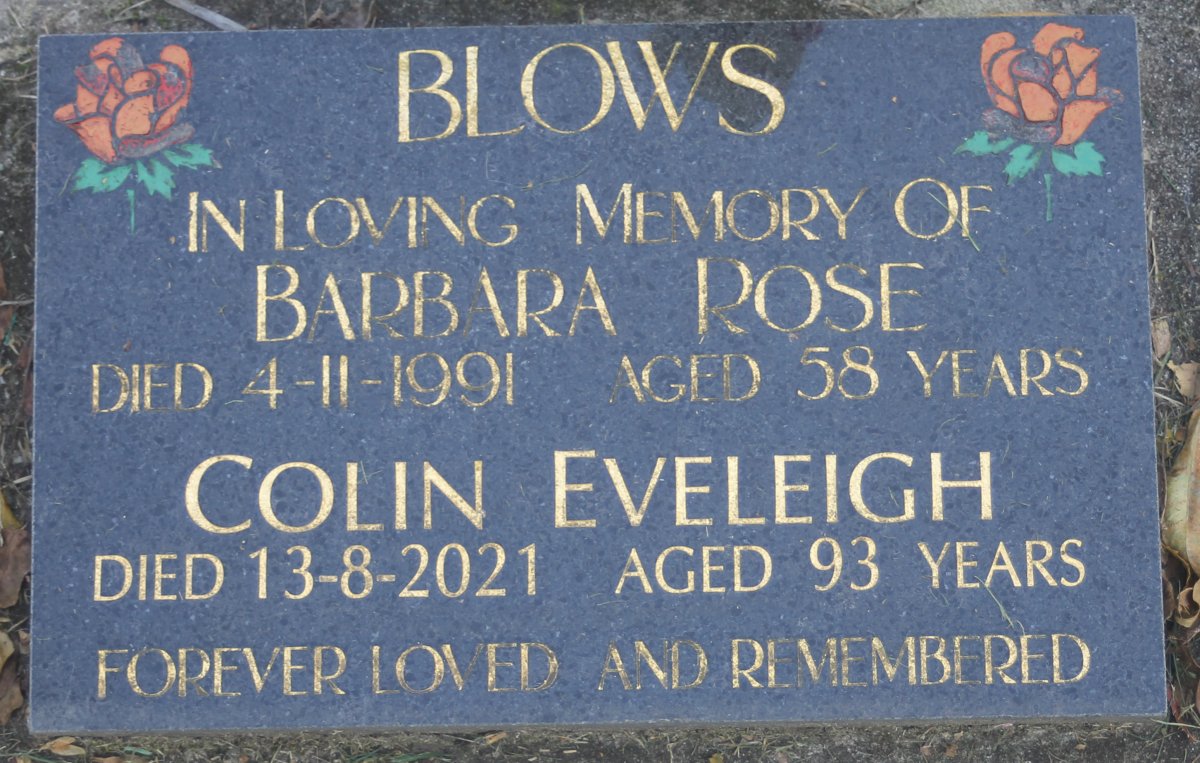 BLOWS
IN LOVING MEMORY OF
BARBARA ROSE
DIED 4-11-1991 AGED 58 YEARS
COLIN EVELEIGH
DIED 13-8-2021 AGED 93 YEARS
FOREVER LOVED AND REMEMBERED